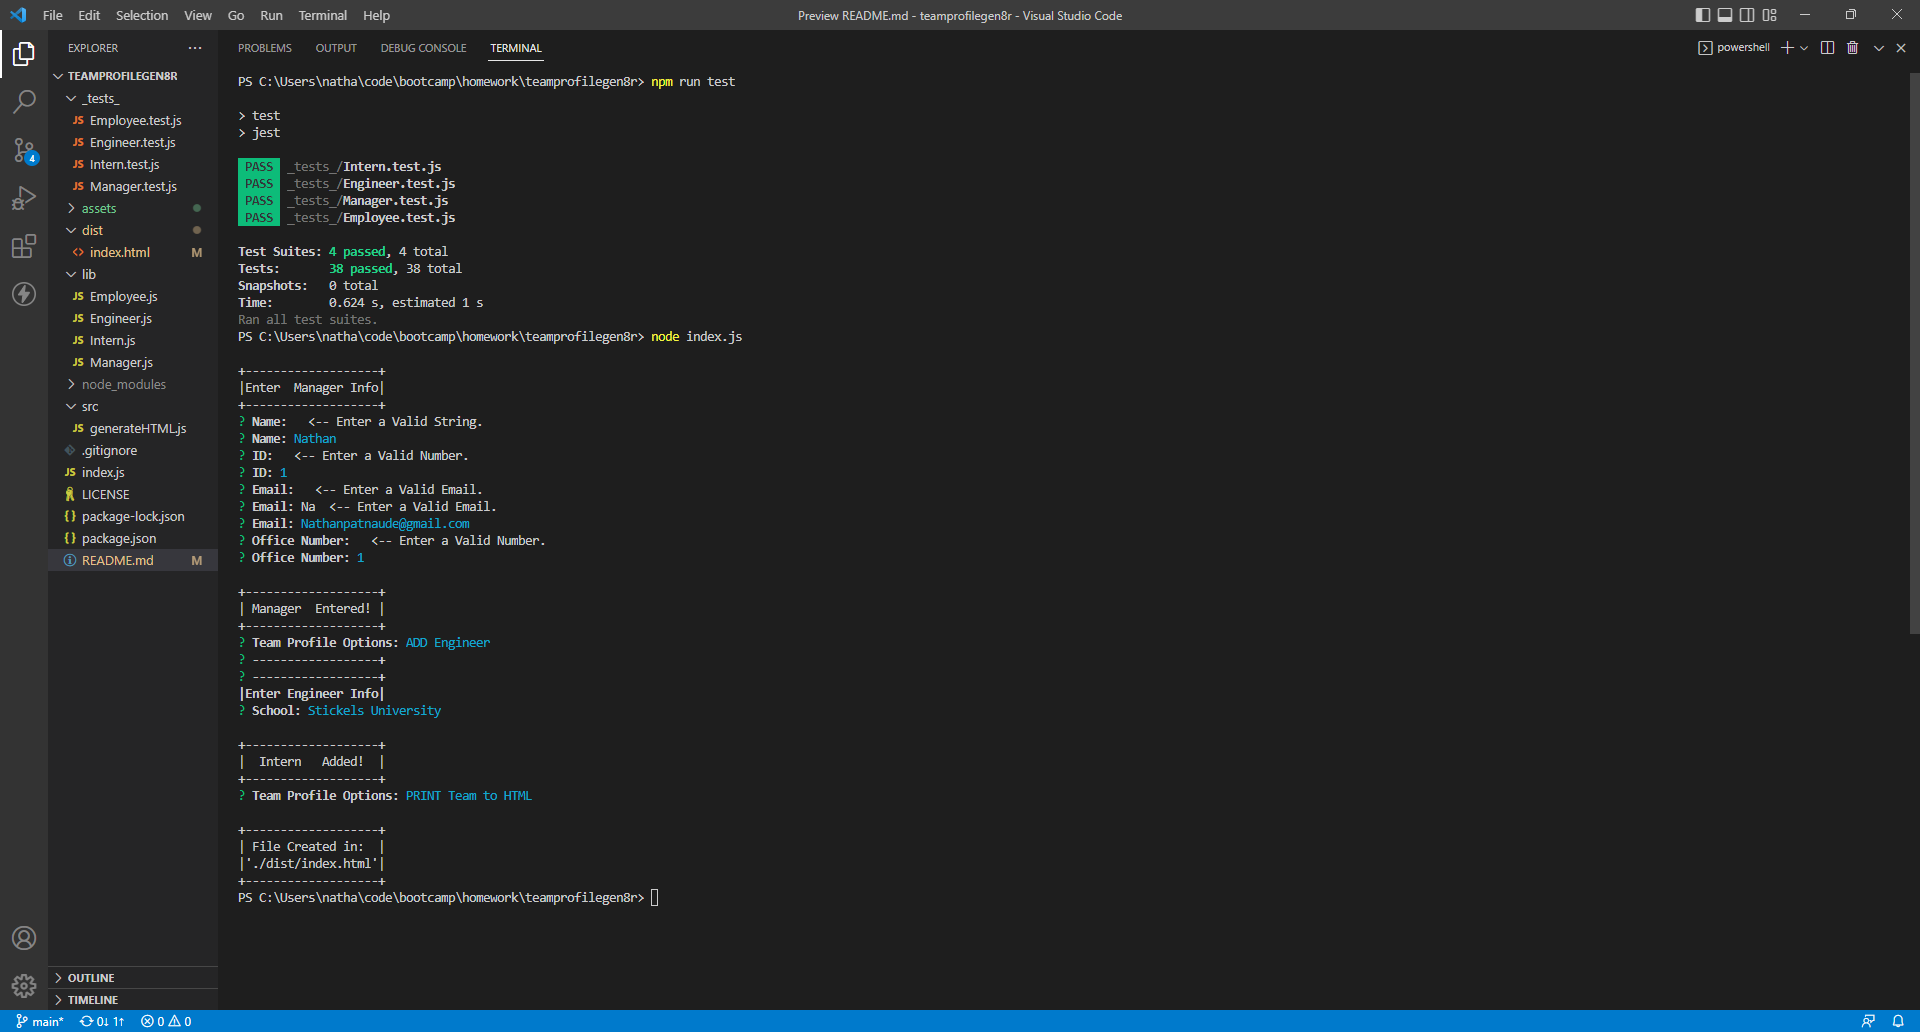 File Edit Selection View Go Run Terminal Help
Preview README.md - teamprofilegen8r - Visual Studio Code
EXPLORER
TEAMPROFILEGEN8R
_tests_
JS Employee.test.js
JS Engineer.test.js
JS Intern.test.js
JS Manager.test.js
assets
dist
<> index.html M
lib
JS Employee.js
JS Engineer.js
JS Intern.js
JS Manager.js
node_modules
src
JS generateHTML.js
.gitignore
JS index.js
LICENSE
{} package-lock.json
{} package.json
README.md M
OUTLINE
TIMELINE
4
PROBLEMS OUTPUT DEBUG CONSOLE TERMINAL
powershell
PS C:\Users\natha\code\bootcamp\homework\teamprofilegen8r> npm run test
> test
> jest
PASS _tests_/Intern.test.js
PASS _tests_/Engineer.test.js
PASS _tests_/Manager.test.js
PASS _tests_/Employee.test.js
Test Suites: 4 passed, 4 total
Tests: 38 passed, 38 total
Snapshots: 0 total
Time: 0.624 s, estimated 1 s
Ran all test suites.
PS C:\Users\natha\code\bootcamp\homework\teamprofilegen8r> node index.js
+-------------------+
|Enter  Manager Info|
+-------------------+
? Name:   <-- Enter a Valid String.
? Name: Nathan
? ID:   <-- Enter a Valid Number.
? ID: 1
? Email:   <-- Enter a Valid Email.
? Email: Na  <-- Enter a Valid Email.
? Email: Nathanpatnaude@gmail.com
? Office Number:   <-- Enter a Valid Number.
? Office Number: 1
+-------------------+
| Manager  Entered! |
+-------------------+
? Team Profile Options: ADD Engineer
? ------------------+
? ------------------+
|Enter Engineer Info|
? School: Stickels University
+-------------------+
|  Intern   Added!  |
+-------------------+
? Team Profile Options: PRINT Team to HTML
+-------------------+
| File Created in:  |
|'./dist/index.html'|
+-------------------+
PS C:\Users\natha\code\bootcamp\homework\teamprofilegen8r>
main* 0↓ 1↑ 0 0